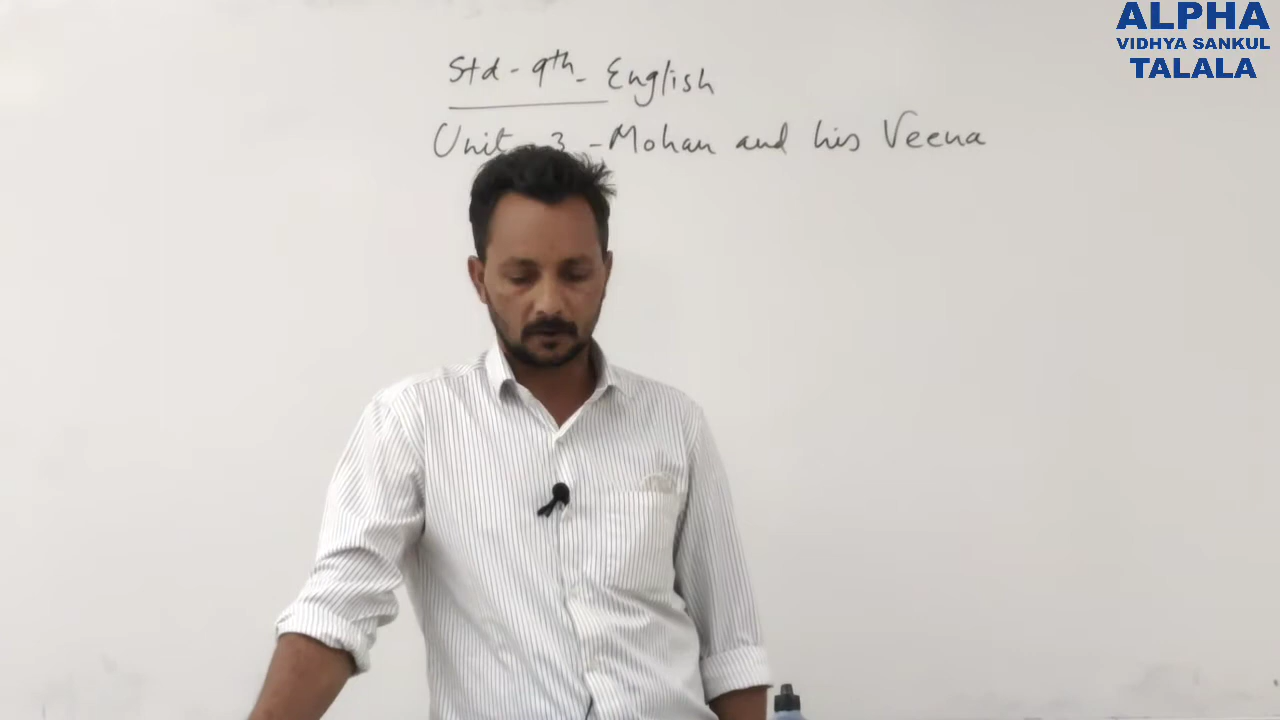 ALPHA
VIDHYA SANKUL
TALALA
Std - 9th - English
Unit - 3 - Mohan and his Veena